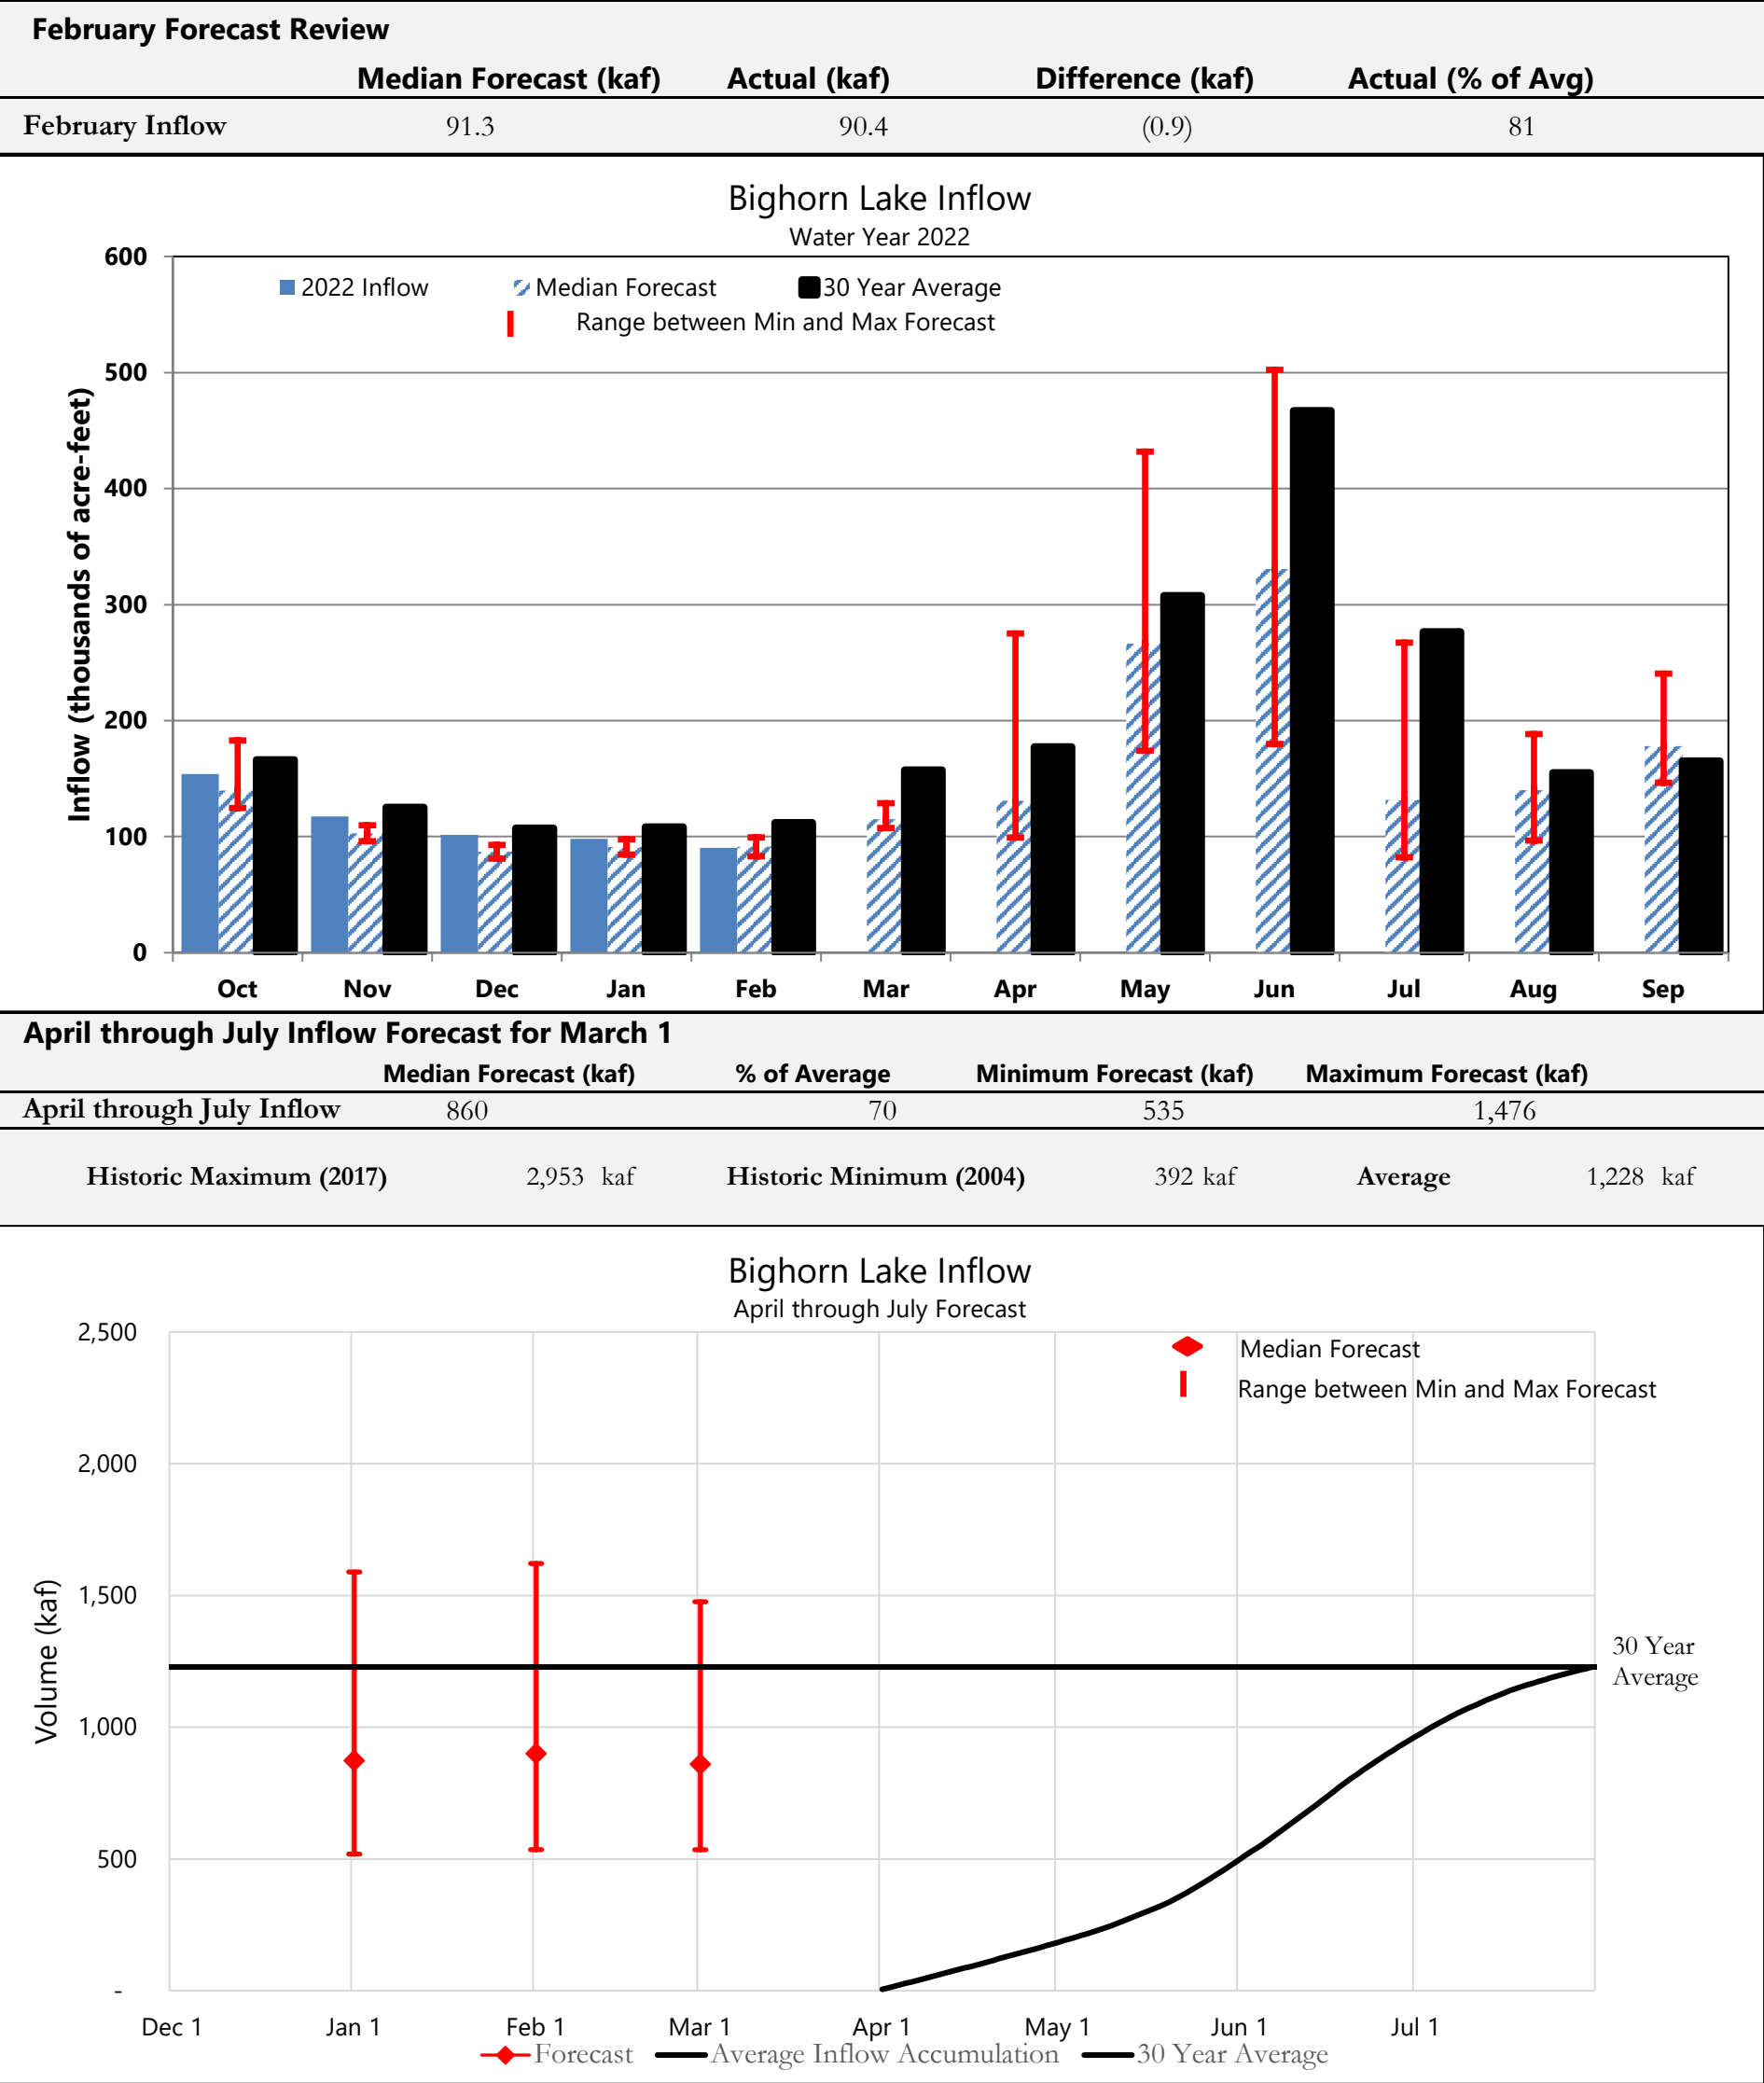 February Forecast Review
Median Forecast (kaf) Actual (kaf) Difference (kaf) Actual (% of Avg)
February Inflow 91.3 90.4 (0.9) 81
Bighorn Lake Inflow
Water Year 2022
600
2022 Inflow Median Forecast 30 Year Average
Range between Min and Max Forecast
500
400
300
200
100
0
Inflow (thousands of acre-feet)
Oct Nov Dec Jan Feb Mar Apr May Jun Jul Aug Sep
April through July Inflow Forecast for March 1
Median Forecast (kaf) % of Average Minimum Forecast (kaf) Maximum Forecast (kaf)
April through July Inflow 860 70 535 1,476
Historic Maximum (2017) 2,953 kaf Historic Minimum (2004) 392 kaf Average 1,228 kaf
Bighorn Lake Inflow
April through July Forecast
2,500
Median Forecast
Range between Min and Max Forecast
2,000
1,500
30 Year
Average
1,000
500
-
Volume (kaf)
Dec 1 Jan 1 Feb 1 Mar 1 Apr 1 May 1 Jun 1 Jul 1
Forecast Average Inflow Accumulation 30 Year Average